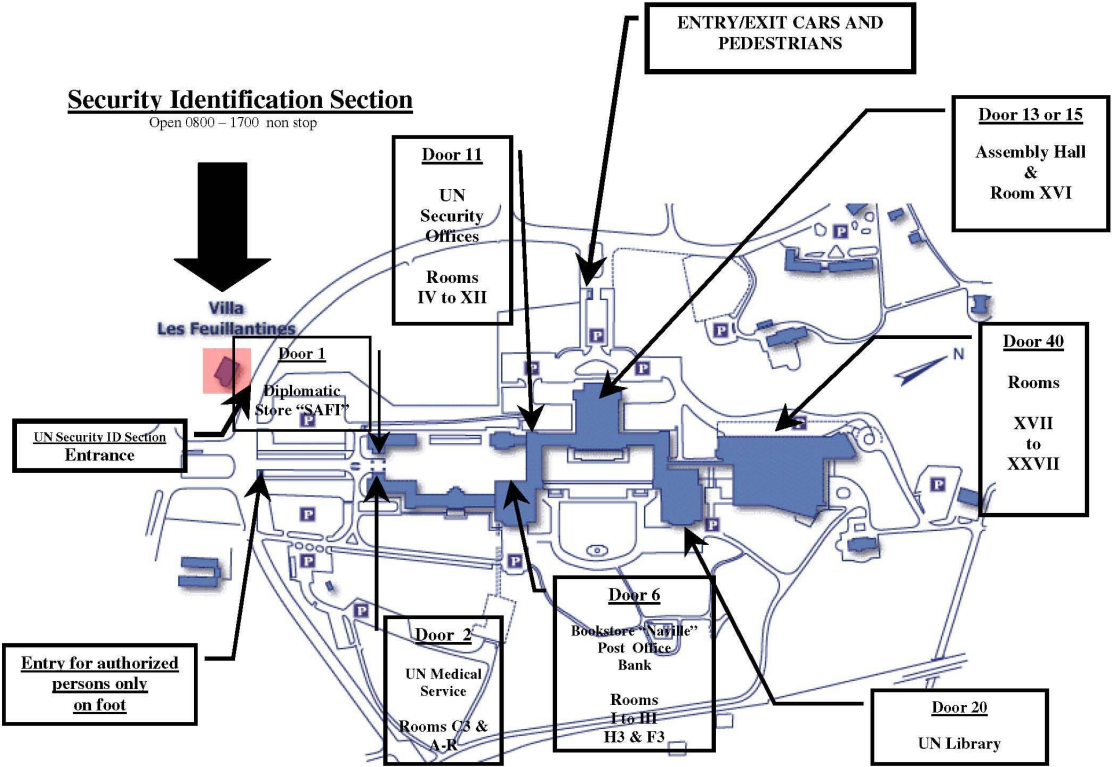 ENTRY/EXIT CARS AND
PEDESTRIANS
Security Identification Section
Open 0800 – 1700 non stop
Door 13 or 15
Assembly Hall
&
Room XVI
Door 11
UN
Security
Offices
Rooms
IV to XII
P
P
P
P
P
Villa
Les Feuillantines
Door 1
Diplomatic
Store “SAFI”
P
Door 40
Rooms
XVII
to
XXVII
N
P
UN Security ID Section
Entrance
P
P
P
P
P
P
Entry for authorized
persons only
on foot
Door 2
UN Medical
Service
Rooms C3 &
A-R
Door 6
Bookstore “Naville”
Post Office
Bank
Rooms
I to III
H3 & F3
Door 20
UN Library